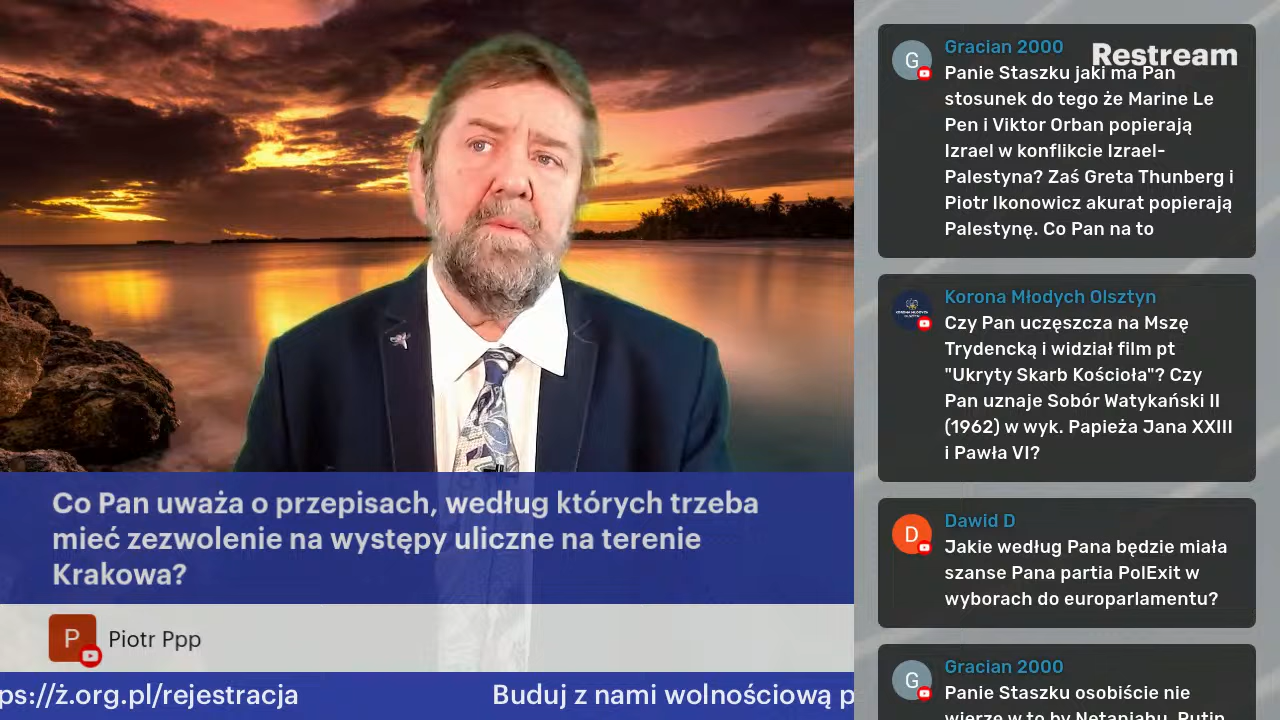 Co Pan uważa o przepisach, według których trzeba
mieć zezwolenie na występy uliczne na terenie
Krakowa?
P
Piotr Ppp
ps://ż.org.pl/rejestracja
Buduj z nami wolnościową p
Restream
G
Gracian 2000
Panie Staszku jaki ma Pan
stosunek do tego że Marine Le
Pen i Viktor Orban popierają
Izrael w konflikcie Izrael-
Palestyna? Zaś Greta Thunberg i
Piotr Ikonowicz akurat popierają
Palestynę. Co Pan na to
Korona Młodych Olsztyn
Czy Pan uczęszcza na Mszę
Trydencką i widział film pt
"Ukryty Skarb Kościoła"? Czy
Pan uznaje Sobór Watykański II
(1962) w wyk. Papieża Jana XXIII
i Pawła VI?
D
Dawid D
Jakie według Pana będzie miała
szanse Pana partia PolExit w
wyborach do europarlamentu?
G
Gracian 2000
Panie Staszku osobiście nie
wierzę w to by Netanjahu, Putin